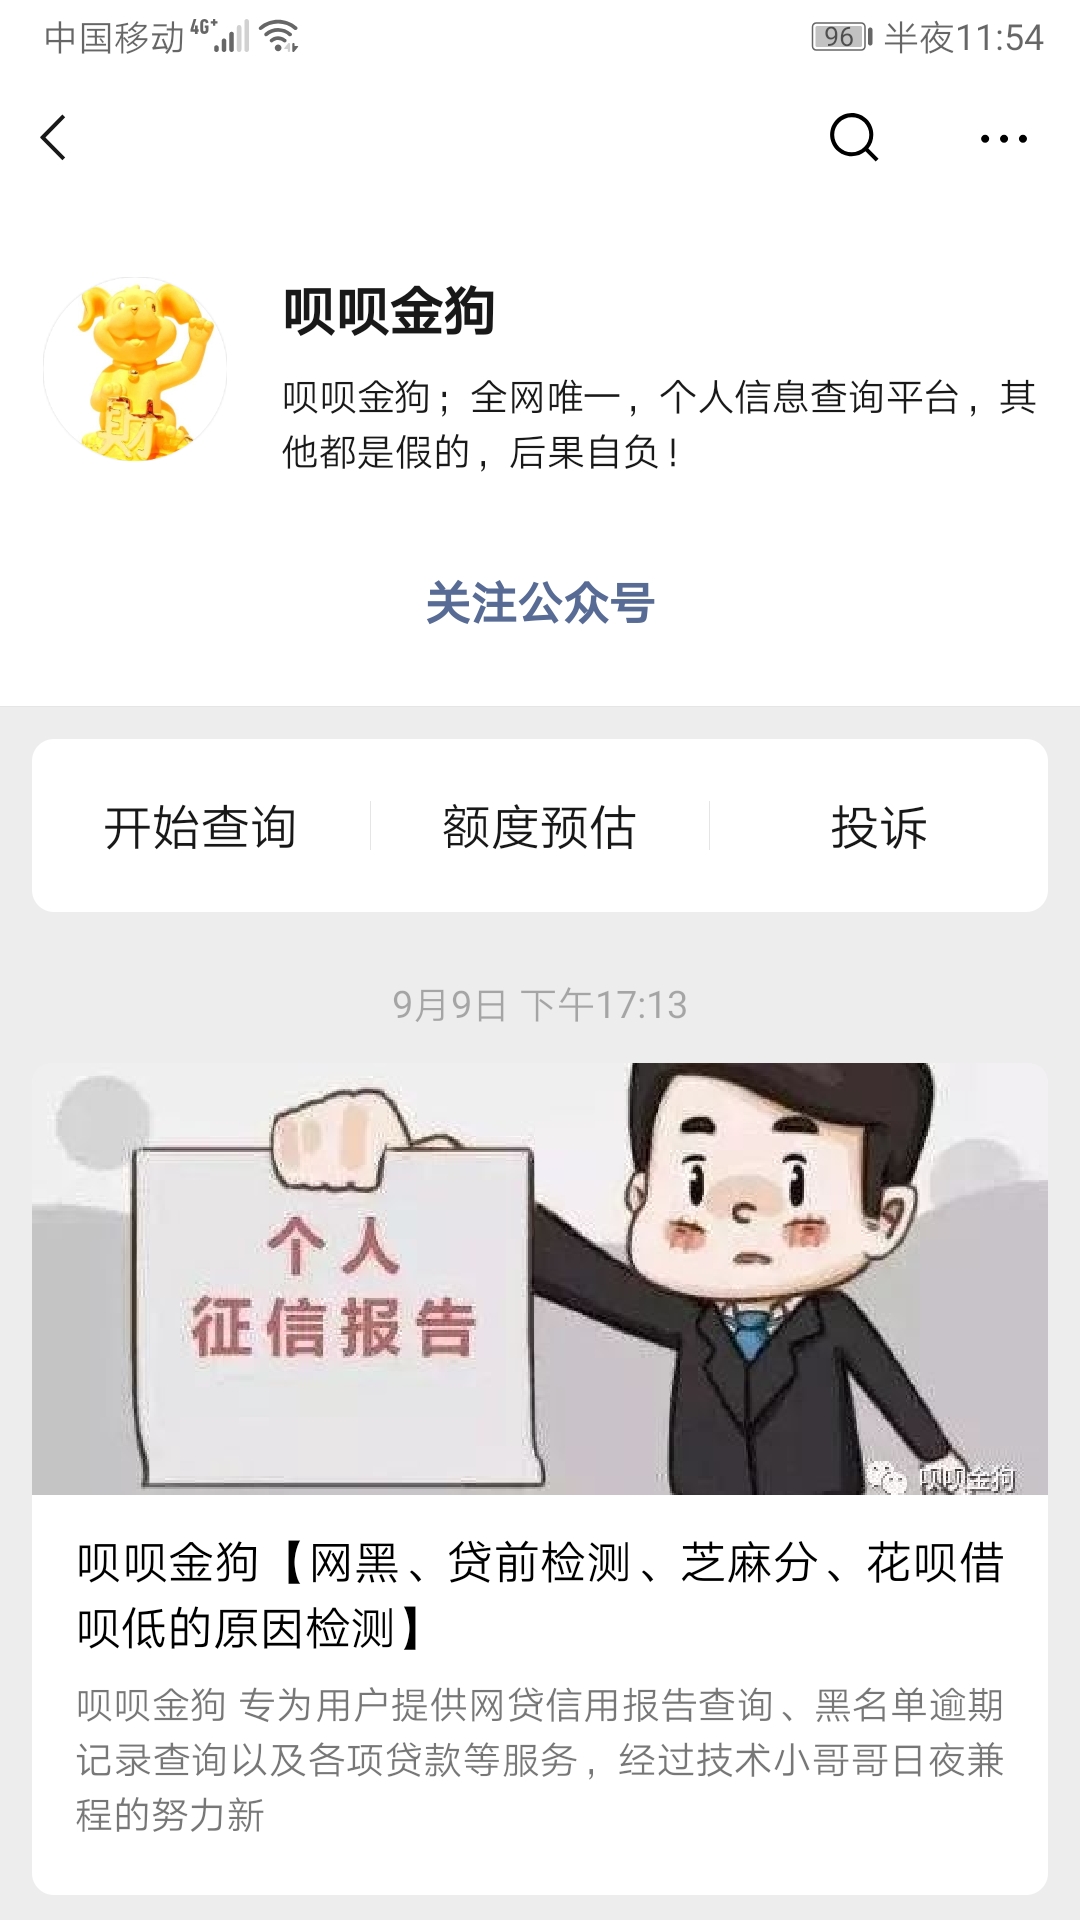 中国移动 4G+ 96 半夜11:54
呗呗金狗
呗呗金狗；全网唯一，个人信息查询平台，其
他都是假的，后果自负！
財
关注公众号
开始查询 额度预估 投诉
9月9日 下午17:13
个人
征信报告
呗呗金狗
呗呗金狗【网黑、贷前检测、芝麻分、花呗借
呗低的原因检测】
呗呗金狗 专为用户提供网贷信用报告查询、黑名单逾期
记录查询以及各项贷款等服务，经过技术小哥哥日夜兼
程的努力新